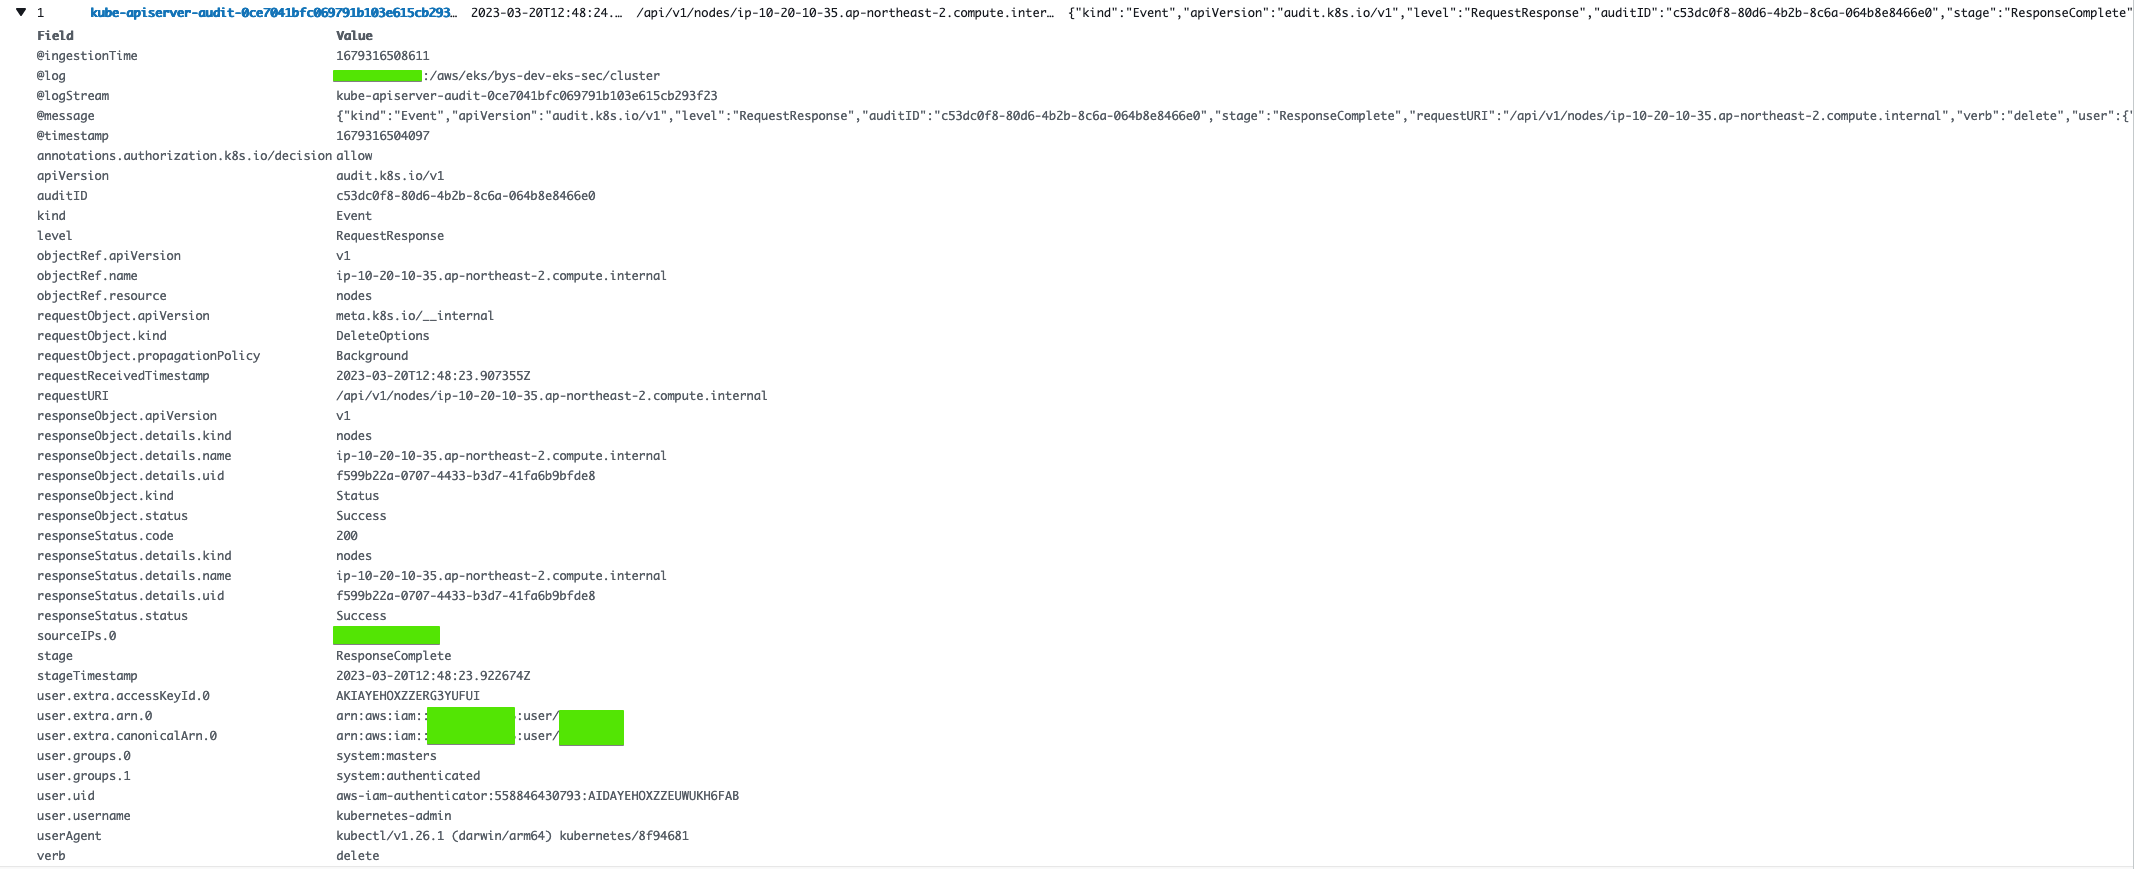 ▼ 1 kube-apiserver-audit-0ce7041bfc069791b103e615cb293… 2023-03-20T12:48:24.… /api/v1/nodes/ip-10-20-10-35.ap-northeast-2.compute.inter… {"kind":"Event","apiVersion":"audit.k8s.io/v1","level":"RequestResponse","auditID":"c53dc0f8-80d6-4b2b-8c6a-064b8e8466e0","stage":"ResponseComplete"
Field Value
@ingestionTime 1679316508611
@log :/aws/eks/bys-dev-eks-sec/cluster
@logStream kube-apiserver-audit-0ce7041bfc069791b103e615cb293f23
@message {"kind":"Event","apiVersion":"audit.k8s.io/v1","level":"RequestResponse","auditID":"c53dc0f8-80d6-4b2b-8c6a-064b8e8466e0","stage":"ResponseComplete","requestURI":"/api/v1/nodes/ip-10-20-10-35.ap-northeast-2.compute.internal","verb":"delete","user":{"
@timestamp 1679316504097
annotations.authorization.k8s.io/decision allow
apiVersion audit.k8s.io/v1
auditID c53dc0f8-80d6-4b2b-8c6a-064b8e8466e0
kind Event
level RequestResponse
objectRef.apiVersion v1
objectRef.name ip-10-20-10-35.ap-northeast-2.compute.internal
objectRef.resource nodes
requestObject.apiVersion meta.k8s.io/__internal
requestObject.kind DeleteOptions
requestObject.propagationPolicy Background
requestReceivedTimestamp 2023-03-20T12:48:23.907355Z
requestURI /api/v1/nodes/ip-10-20-10-35.ap-northeast-2.compute.internal
responseObject.apiVersion v1
responseObject.details.kind nodes
responseObject.details.name ip-10-20-10-35.ap-northeast-2.compute.internal
responseObject.details.uid f599b22a-0707-4433-b3d7-41fa6b9bfde8
responseObject.kind Status
responseObject.status Success
responseStatus.code 200
responseStatus.details.kind nodes
responseStatus.details.name ip-10-20-10-35.ap-northeast-2.compute.internal
responseStatus.details.uid f599b22a-0707-4433-b3d7-41fa6b9bfde8
responseStatus.status Success
sourceIPs.0
stage ResponseComplete
stageTimestamp 2023-03-20T12:48:23.922674Z
user.extra.accessKeyId.0 AKIAYEHOXZZERG3YUFUI
user.extra.arn.0 arn:aws:iam:: :user/
user.extra.canonicalArn.0 arn:aws:iam:: :user/
user.groups.0 system:masters
user.groups.1 system:authenticated
user.uid aws-iam-authenticator:558846430793:AIDAYEHOXZZEUWUKH6FAB
user.username kubernetes-admin
userAgent kubectl/v1.26.1 (darwin/arm64) kubernetes/8f94681
verb delete